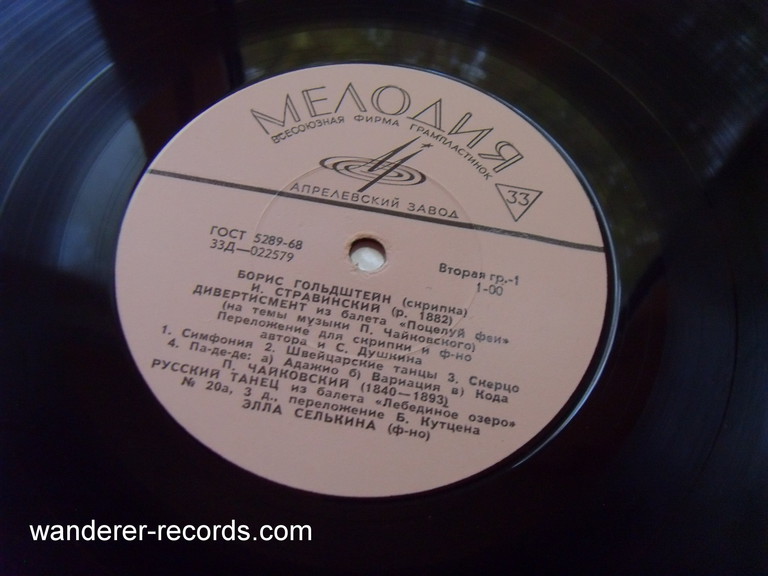 МЕЛОДИЯ
ВСЕСОЮЗНАЯ ФИРМА ГРАМПЛАСТИНОК
33
АПРЕЛЕВСКИЙ ЗАВОД
ГОСТ 5289-68
33Д—022579
Вторая гр.-1
1-00
БОРИС ГОЛЬДШТЕЙН (скрипка)
И. СТРАВИНСКИЙ (р. 1882)
ДИВЕРТИСМЕНТ из балета «Поцелуй феи»
(на темы музыки П. Чайковского)
Переложение для скрипки и ф-но
автора и С. Душкина
1. Симфония 2. Швейцарские танцы 3. Скерцо
4. Па-де-де: а) Адажио б) Вариация в) Кода
П. ЧАЙКОВСКИЙ (1840—1893)
РУССКИЙ ТАНЕЦ из балета «Лебединое озеро»
№ 20а, 3 д., переложение Б. Кутцена
ЭЛЛА СЕЛЬКИНА (ф-но)
wanderer-records.com